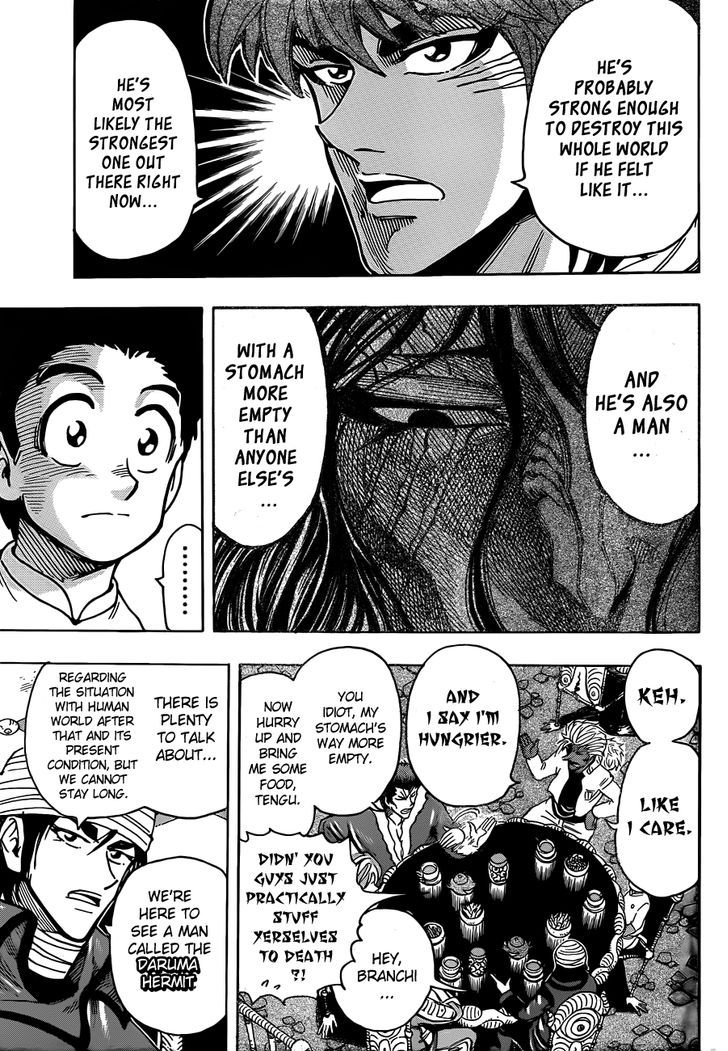 HE'S
PROBABLY
STRONG ENOUGH
TO DESTROY THIS
WHOLE WORLD
IF HE FELT
LIKE IT...
HE'S
MOST
LIKELY THE
STRONGEST
ONE OUT
THERE RIGHT
NOW...
AND
HE'S ALSO
A MAN
...
WITH A
STOMACH
MORE
EMPTY
THAN
ANYONE
ELSE'S
...
.........
KEH.
LIKE
I CARE.
AND
I SAY I'M
HUNGRIER.
YOU
IDIOT, MY
STOMACH'S
WAY MORE
EMPTY.
NOW
HURRY
UP AND
BRING
ME SOME
FOOD,
TENGU.
DIDN' YOU
GUYS JUST
PRACTICALLY
STUFF
YERSELVES
TO DEATH
?!
HEY,
BRANCHI
...
THERE IS
PLENTY
TO TALK
ABOUT...
REGARDING
THE SITUATION
WITH HUMAN
WORLD AFTER
THAT AND ITS
PRESENT
CONDITION, BUT
WE CANNOT
STAY LONG.
WE'RE
HERE TO
SEE A MAN
CALLED THE
DARUMA
HERMIT